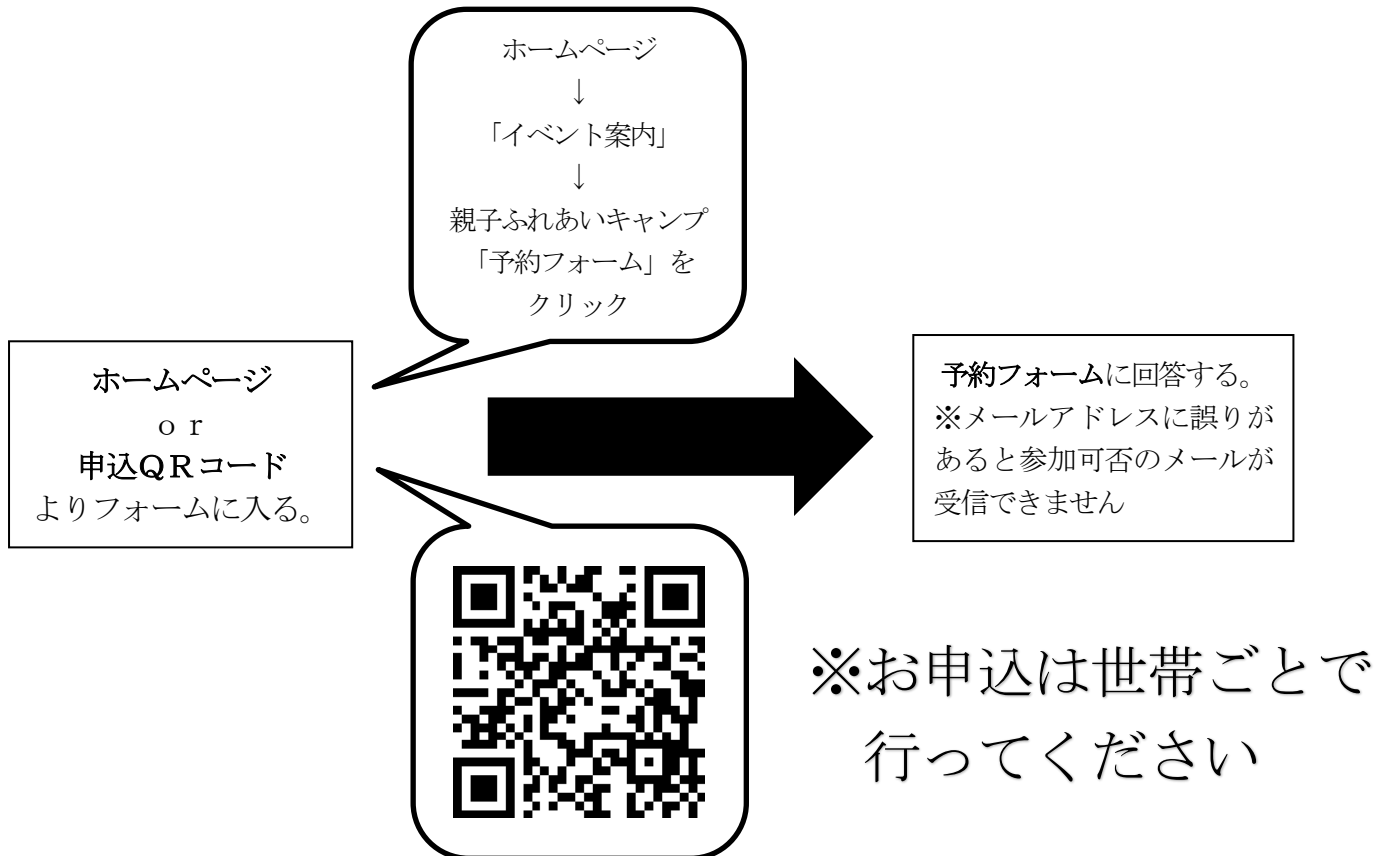 ホームページ
↓
「イベント案内」
↓
親子ふれあいキャンプ
「予約フォーム」を
クリック
ホームページ
ｏｒ
申込ＱＲコード
よりフォームに入る。
予約フォームに回答する。
※メールアドレスに誤りが
あると参加可否のメールが
受信できません
※お申込は世帯ごとで
行ってください